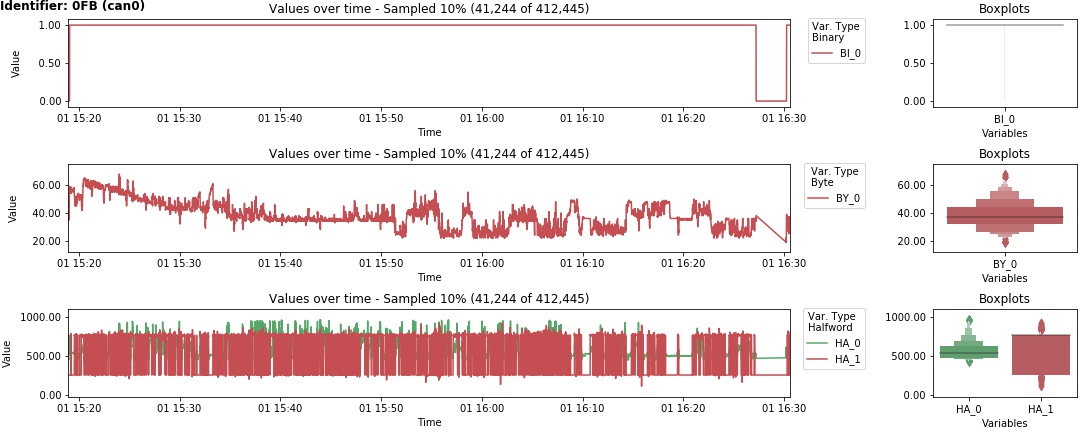 Identifier: 0FB (can0)
Values over time - Sampled 10% (41,244 of 412,445)
Value
1.00
0.50
0.00
01 15:20 01 15:30 01 15:40 01 15:50 01 16:00 01 16:10 01 16:20 01 16:30
Time
Var. Type
Binary
BI_0
Boxplots
1.00
0.50
0.00
BI_0
Variables
Values over time - Sampled 10% (41,244 of 412,445)
Value
60.00
40.00
20.00
01 15:20 01 15:30 01 15:40 01 15:50 01 16:00 01 16:10 01 16:20 01 16:30
Time
Var. Type
Byte
BY_0
Boxplots
60.00
40.00
20.00
BY_0
Variables
Values over time - Sampled 10% (41,244 of 412,445)
Value
1000.00
500.00
0.00
01 15:20 01 15:30 01 15:40 01 15:50 01 16:00 01 16:10 01 16:20 01 16:30
Time
Var. Type
Halfword
HA_0
HA_1
Boxplots
1000.00
500.00
0.00
HA_0 HA_1
Variables